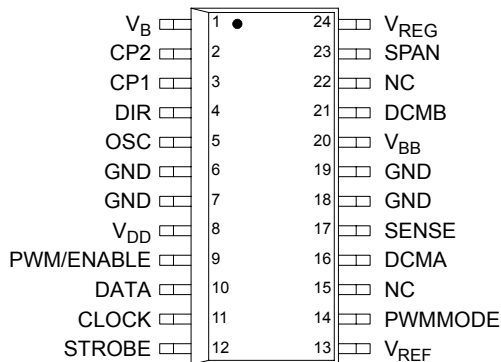 V_B 1 24 V_REG
CP2 2 23 SPAN
CP1 3 22 NC
DIR 4 21 DCMB
OSC 5 20 V_BB
GND 6 19 GND
GND 7 18 GND
V_DD 8 17 SENSE
PWM/ENABLE 9 16 DCMA
DATA 10 15 NC
CLOCK 11 14 PWMMODE
STROBE 12 13 V_REF